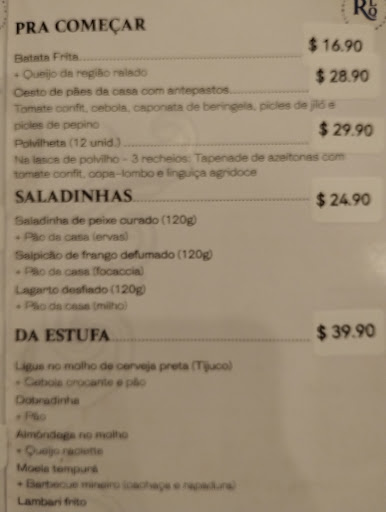 RLQ
PRA COMEÇAR
Batata Frita $ 16.90
+ Queijo da região ralado
Cesto de pães da casa com antepastos $ 28.90
Tomate confit, cebola, caponata de beringela, picles de jiló e
picles de pepino
Polvilheta (12 unid.) $ 29.90
Na lasca de polvilho - 3 recheios: Tapenade de azeitonas com
tomate confit, copa-lombo e linguiça agridoce
SALADINHAS $ 24.90
Saladinha de peixe curado (120g)
+ Pão da casa (ervas)
Salpicão de frango defumado (120g)
+ Pão da casa (focaccia)
Lagarto desfiado (120g)
+ Pão da casa (milho)
DA ESTUFA $ 39.90
Lígua no molho de cerveja preta (Tijuco)
+ Cebola crocante e pão
Dobradinha
+ Pão
Almôndega no molho
+ Queijo raclette
Moela tempurá
+ Barbecue mineiro (cachaça e rapadura)
Lambari frito